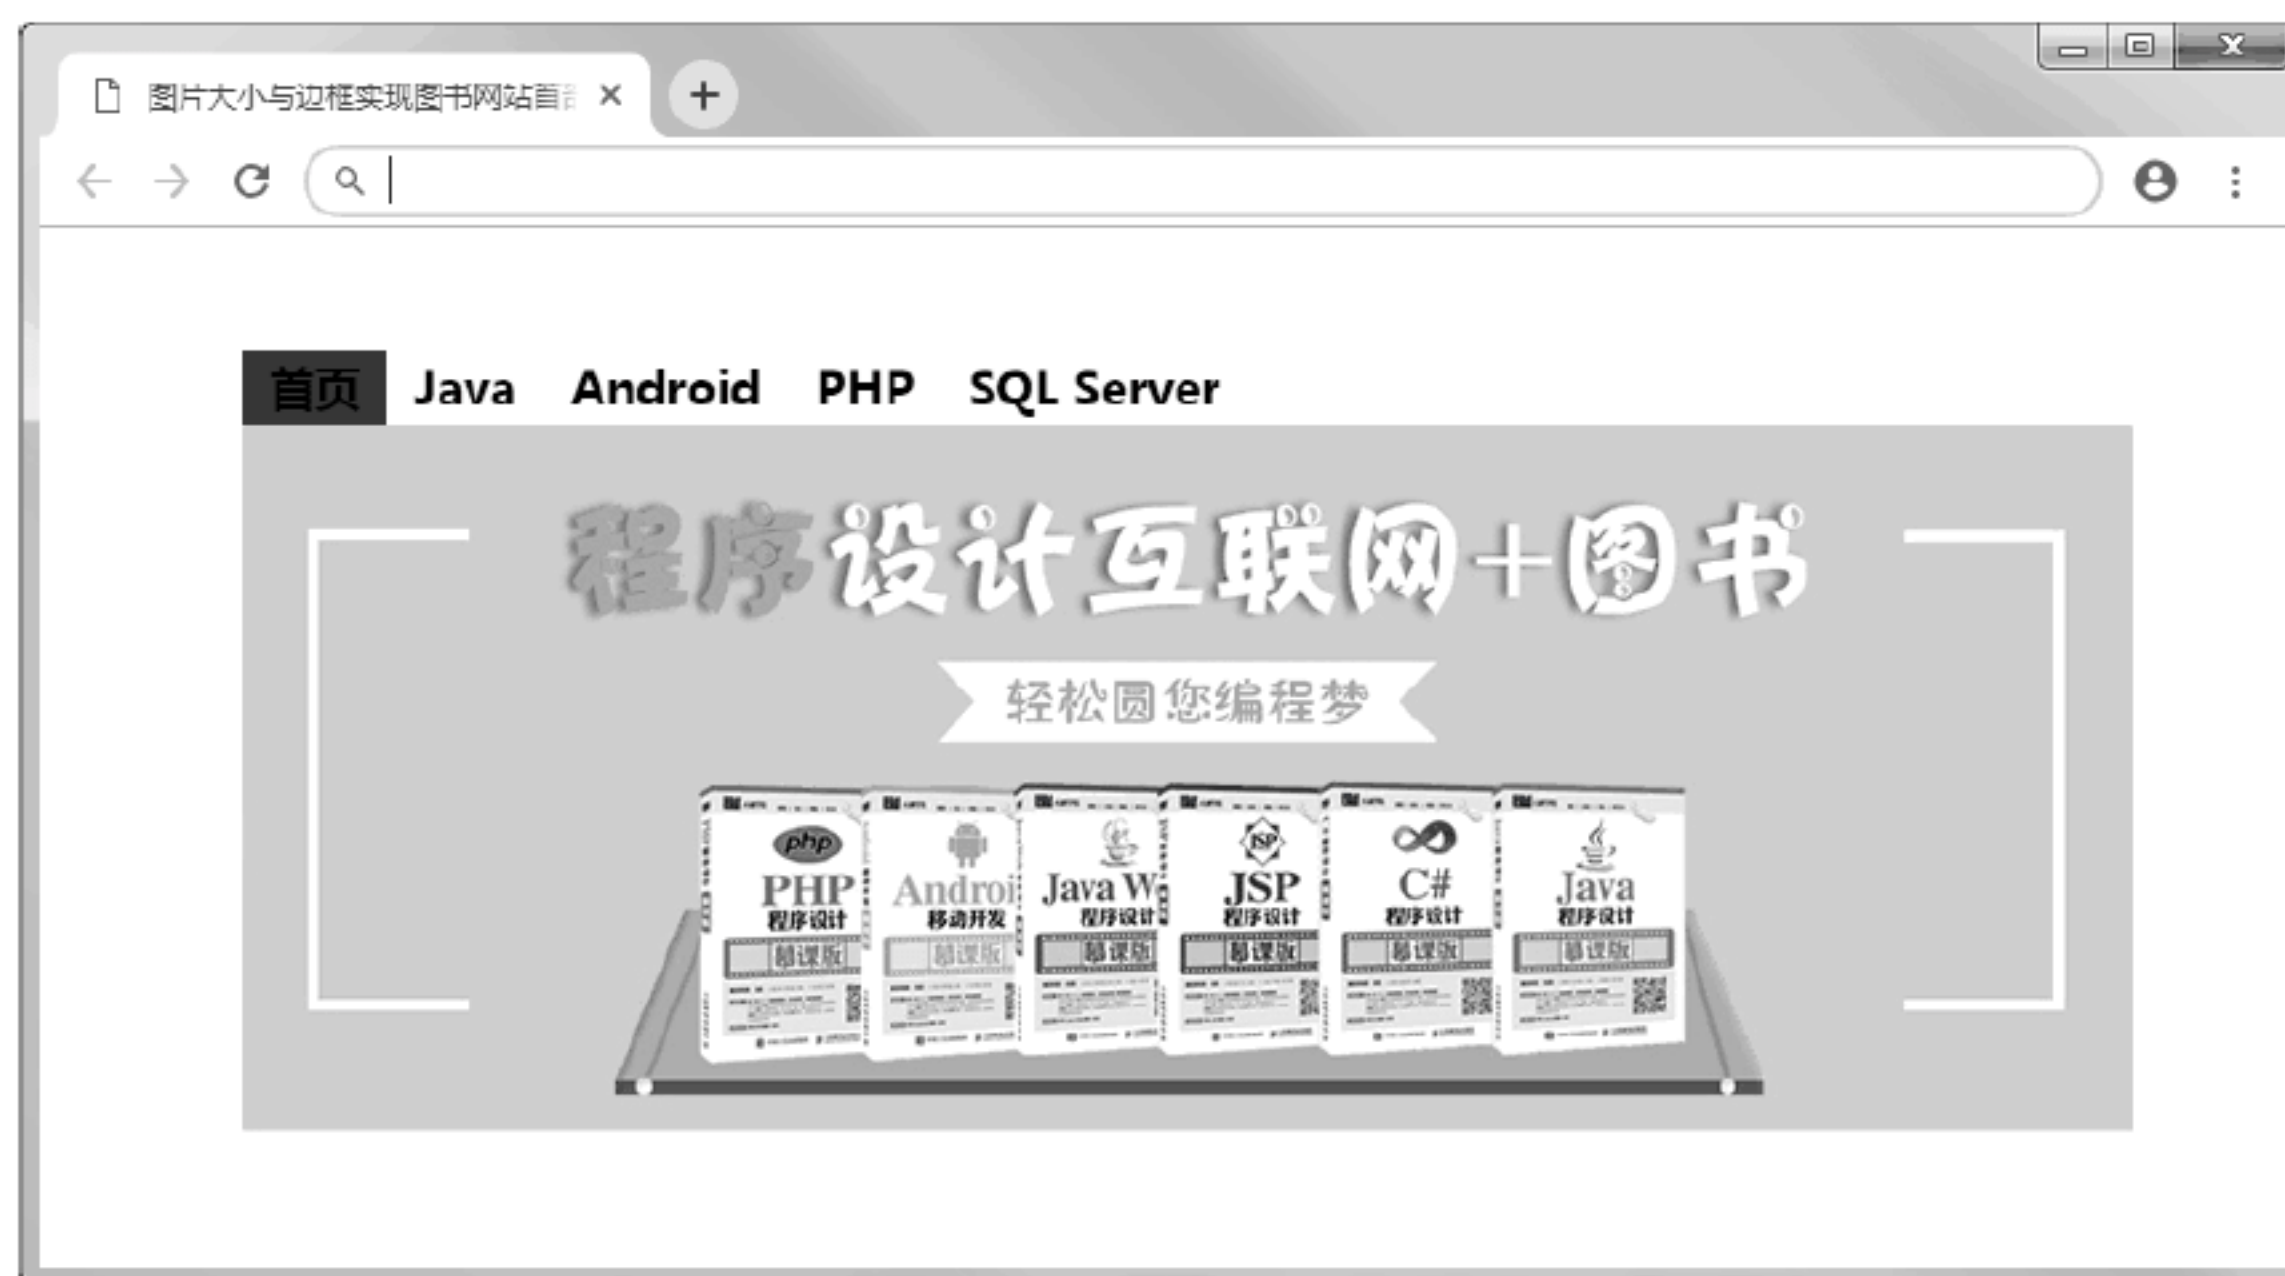 图片大小与边框实现图书网站首部
首页 Java Android PHP SQL Server
程序设计互联网+图书
轻松圆您编程梦
php
PHP
程序设计
慕课版
Androi
移动开发
慕课版
Java W
程序设计
慕课版
JSP
JSP
程序设计
慕课版
C#
程序设计
慕课版
Java
程序设计
慕课版